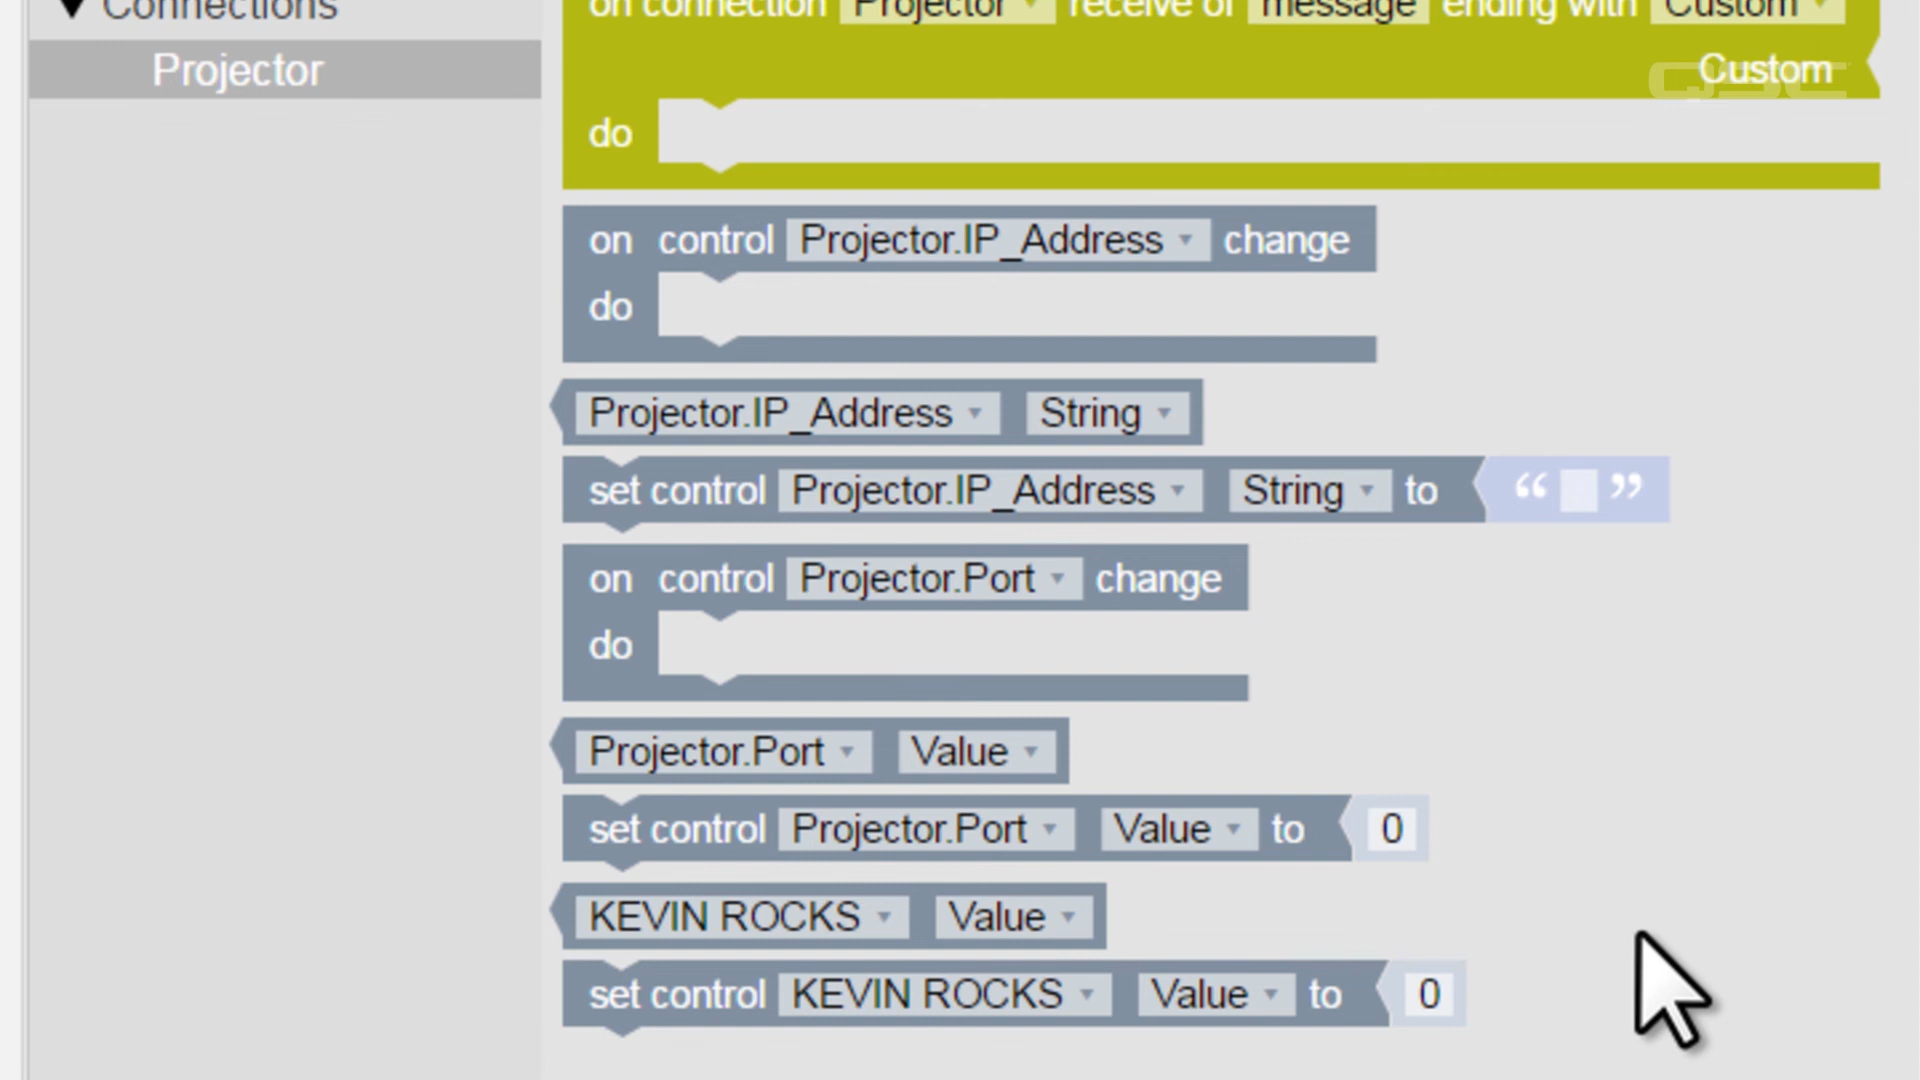 Connections
on connection Projector receive of message ending with Custom
Projector
Custom
QSC
do
on control Projector.IP_Address change
do
Projector.IP_Address String
set control Projector.IP_Address String to “ ”
on control Projector.Port change
do
Projector.Port Value
set control Projector.Port Value to 0
KEVIN ROCKS Value
set control KEVIN ROCKS Value to 0